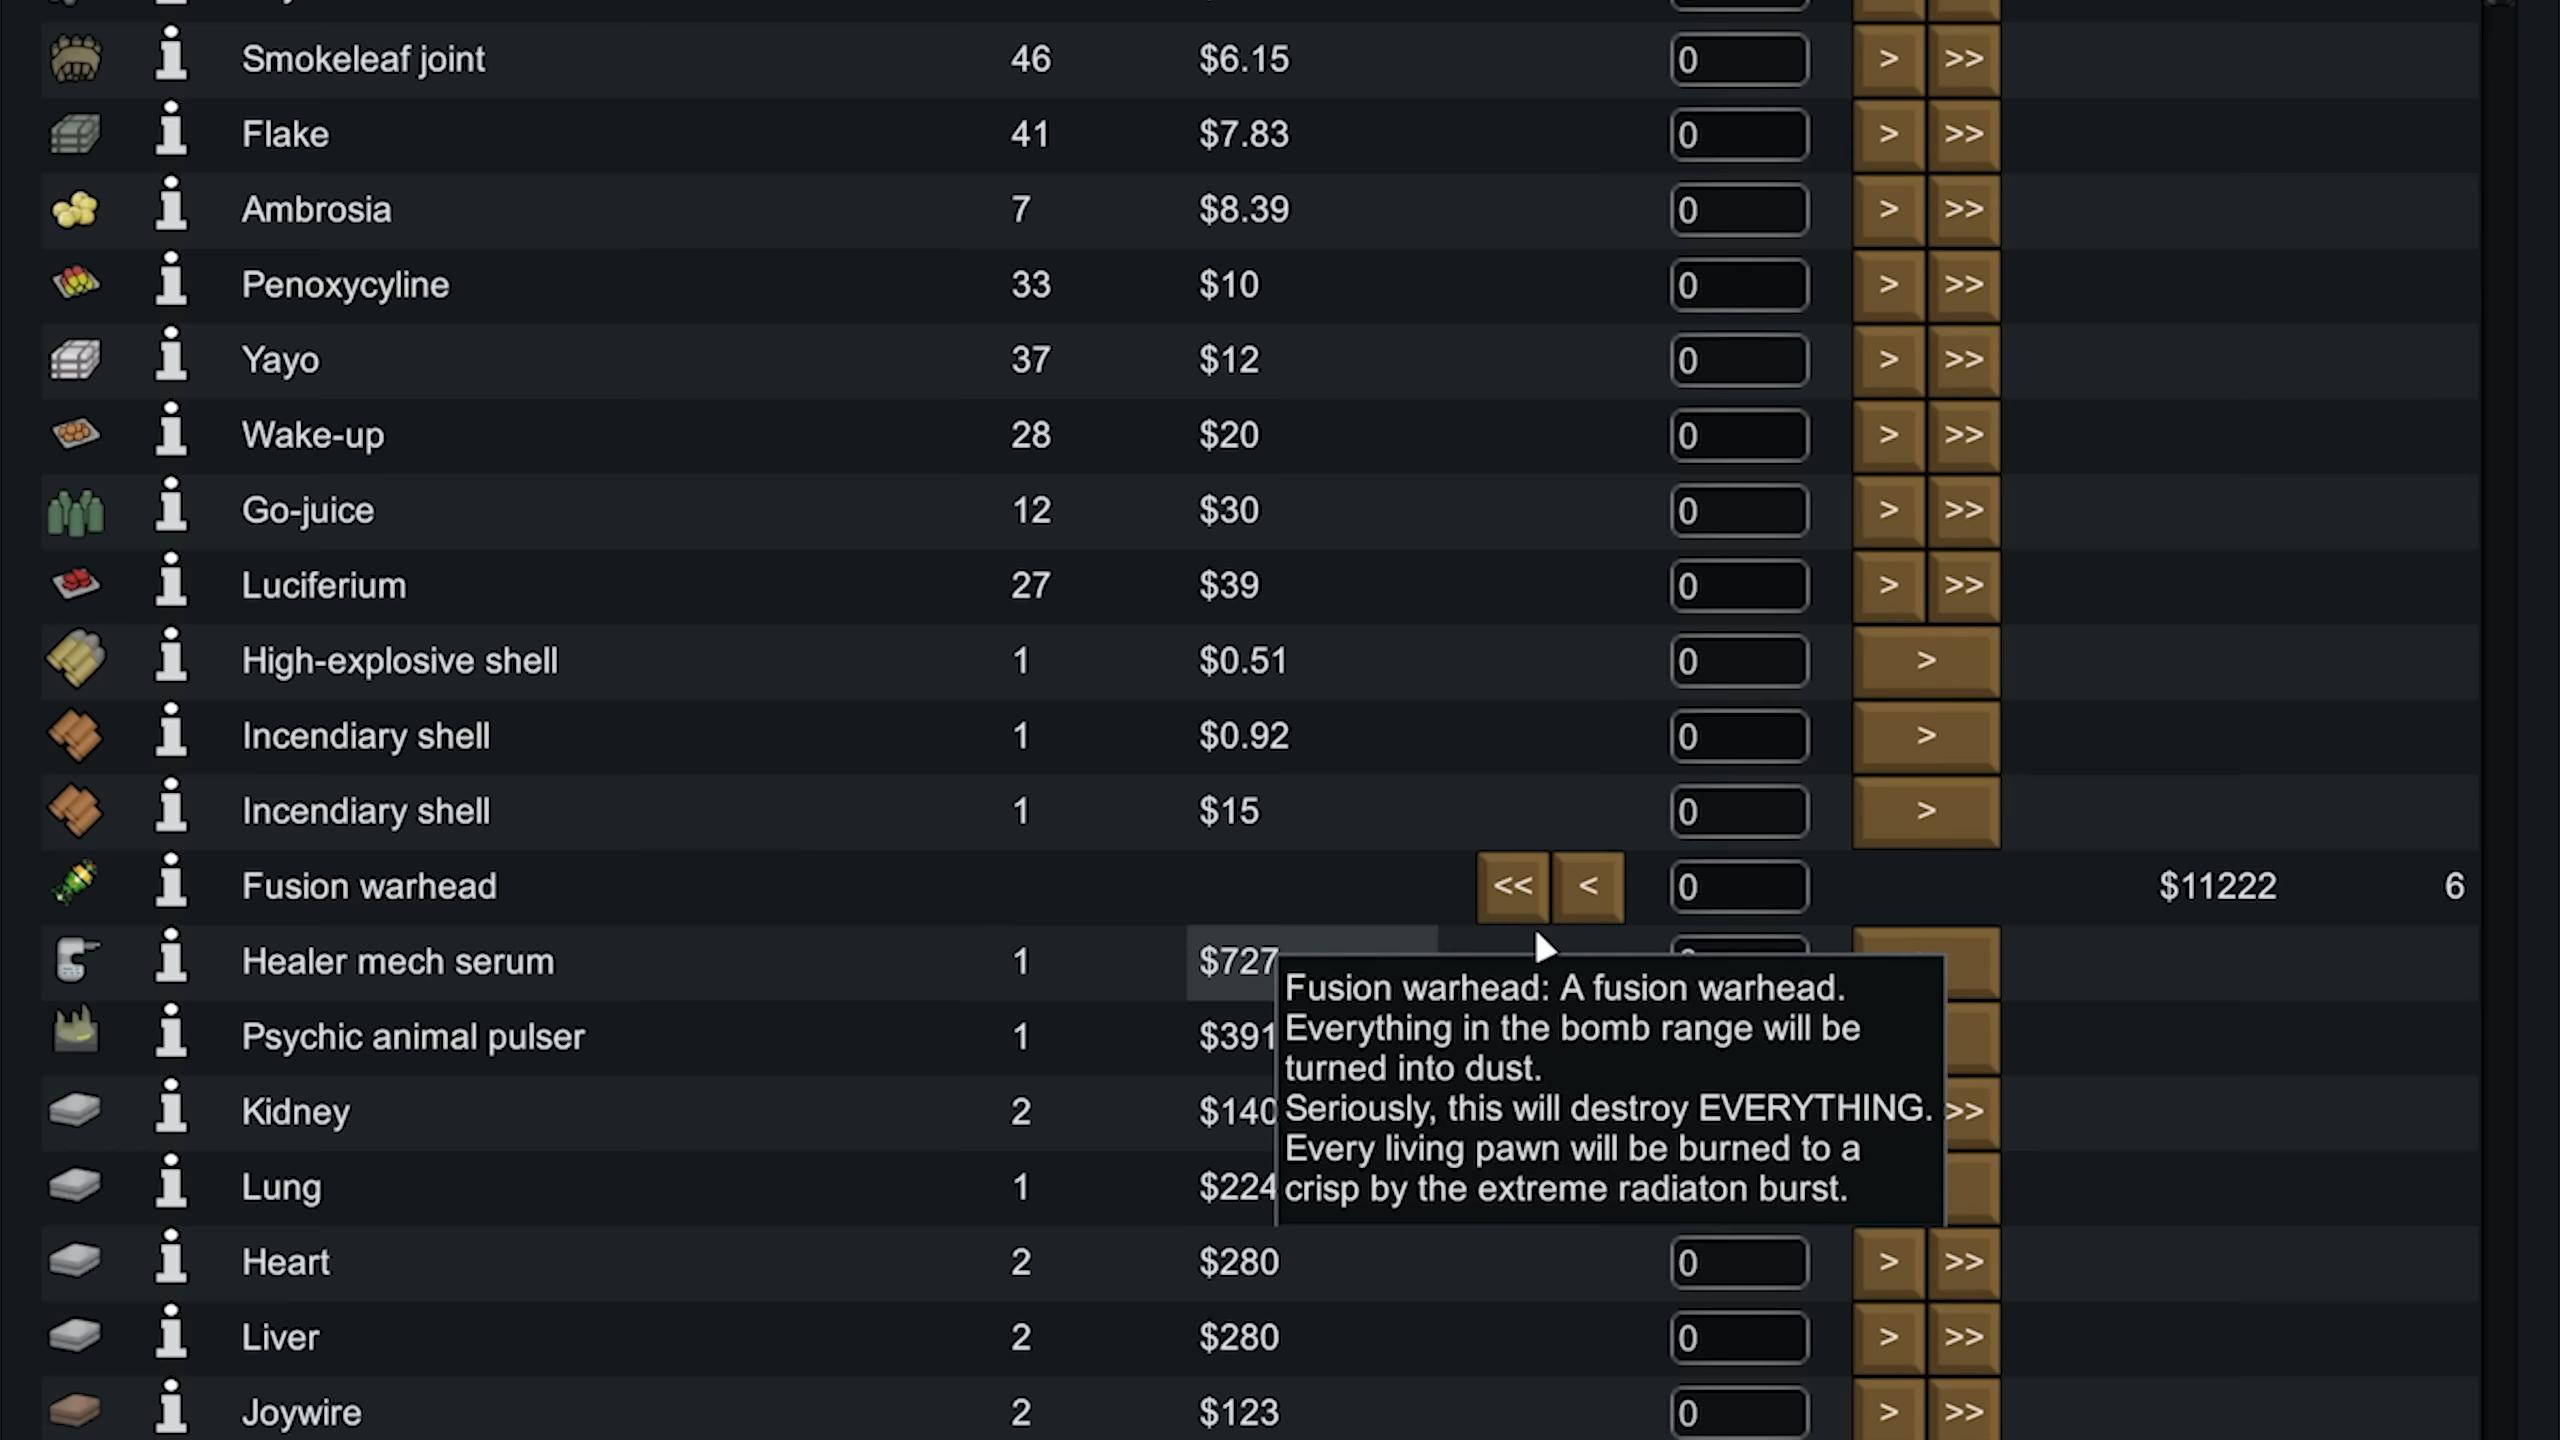 Smokeleaf joint 46 $6.15 0 > >>
Flake 41 $7.83 0 > >>
Ambrosia 7 $8.39 0 > >>
Penoxycyline 33 $10 0 > >>
Yayo 37 $12 0 > >>
Wake-up 28 $20 0 > >>
Go-juice 12 $30 0 > >>
Luciferium 27 $39 0 > >>
High-explosive shell 1 $0.51 0 >
Incendiary shell 1 $0.92 0 >
Incendiary shell 1 $15 0 >
Fusion warhead << < 0 $11222 6
Healer mech serum 1 $727
Psychic animal pulser 1 $391
Kidney 2 $140 >>
Lung 1 $224
Fusion warhead: A fusion warhead.
Everything in the bomb range will be
turned into dust.
Seriously, this will destroy EVERYTHING.
Every living pawn will be burned to a
crisp by the extreme radiaton burst.
Heart 2 $280 0 > >>
Liver 2 $280 0 > >>
Joywire 2 $123 0 > >>